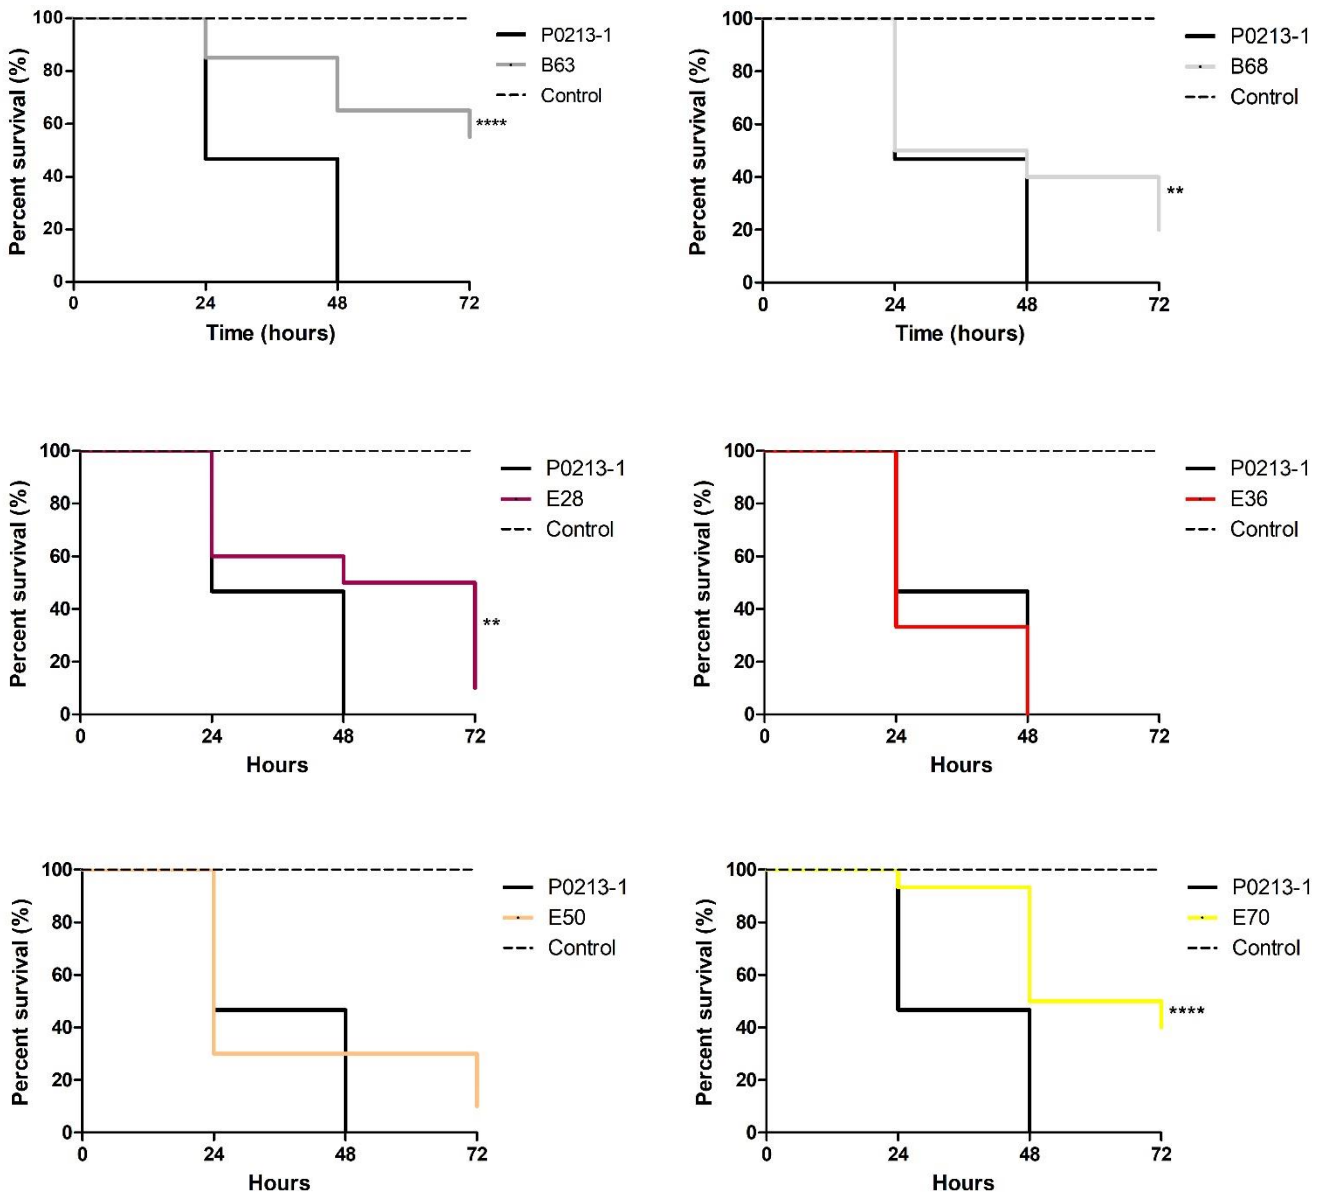 100
80
60
40
20
0
Percent survival (%)
0 24 48 72
Time (hours)
P0213-1
B63
Control
****
100
80
60
40
20
0
Percent survival (%)
0 24 48 72
Time (hours)
P0213-1
B68
Control
**
100
80
60
40
20
0
Percent survival (%)
0 24 48 72
Hours
P0213-1
E28
Control
**
100
80
60
40
20
0
Percent survival (%)
0 24 48 72
Hours
P0213-1
E36
Control
100
80
60
40
20
0
Percent survival (%)
0 24 48 72
Hours
P0213-1
E50
Control
100
80
60
40
20
0
Percent survival (%)
0 24 48 72
Hours
P0213-1
E70
Control
****